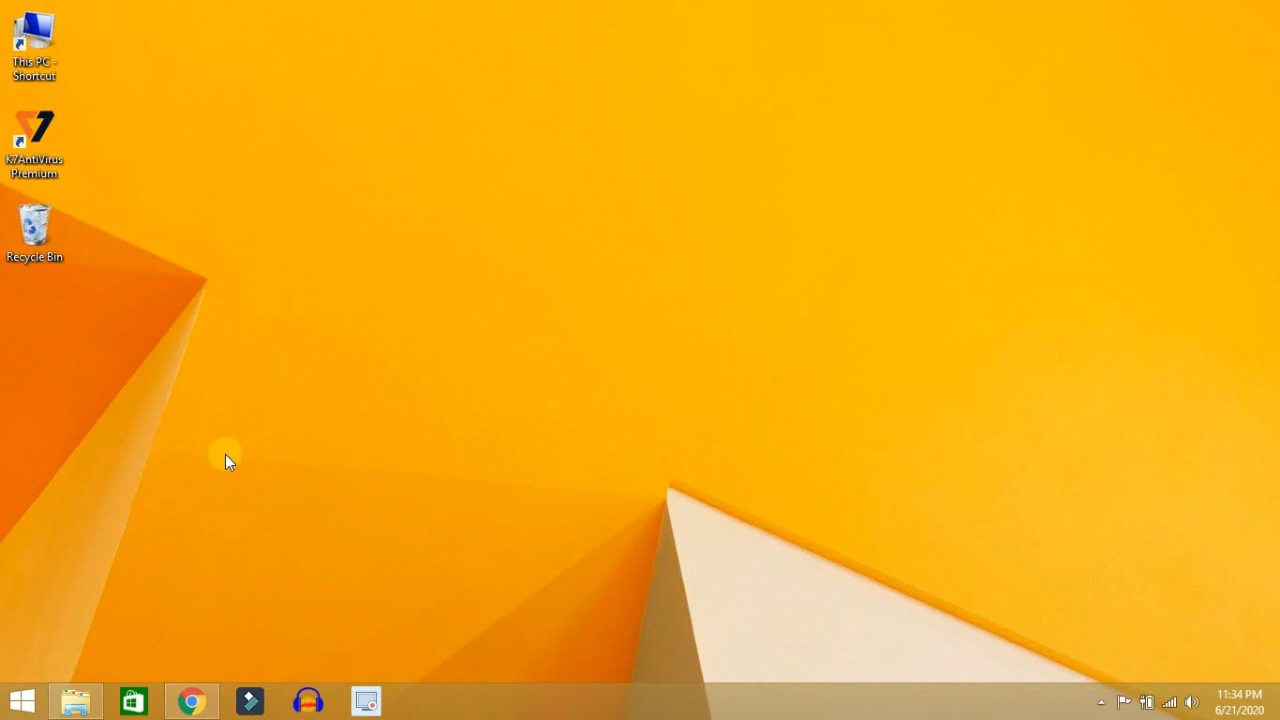 This PC -
Shortcut
K7AntiVirus
Premium
Recycle Bin
11:34 PM
6/21/2020